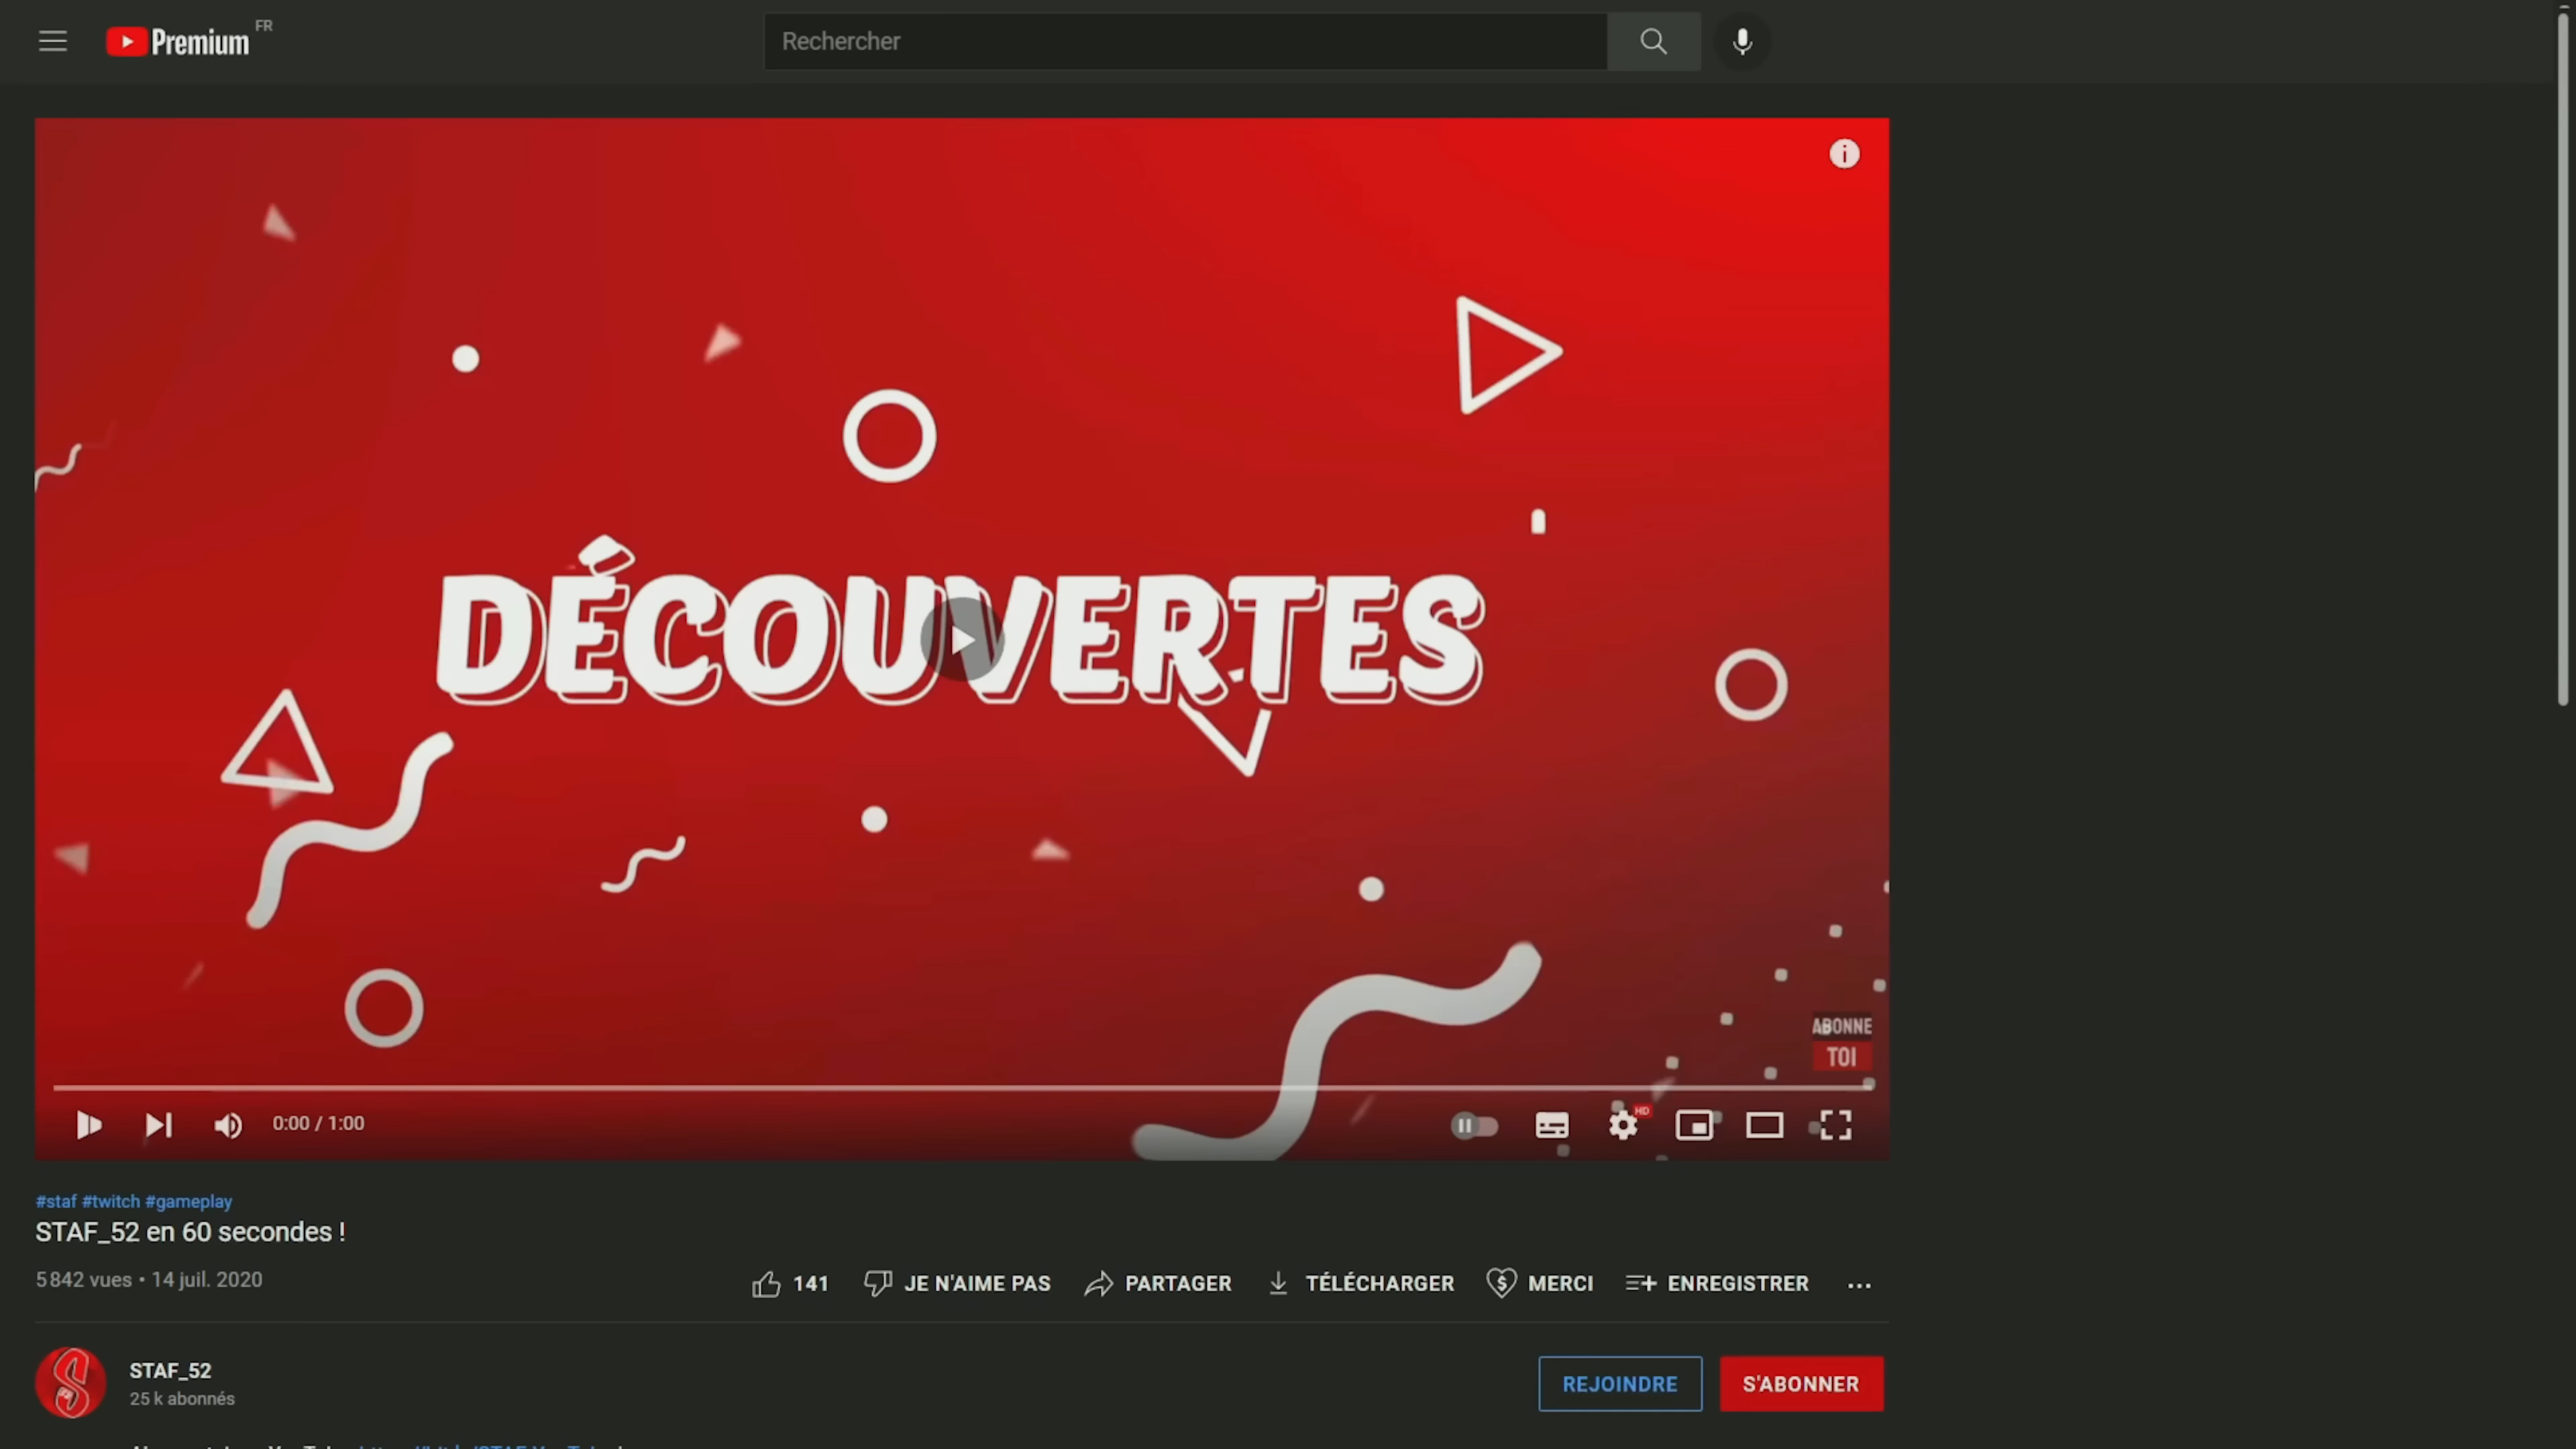 Premium FR
Rechercher
DÉCOUVERTES
ABONNE
TOI
0:00 / 1:00
HD
#staf #twitch #gameplay
STAF_52 en 60 secondes !
5 842 vues • 14 juil. 2020
141 JE N'AIME PAS PARTAGER TÉLÉCHARGER MERCI ENREGISTRER ...
STAF_52
25 k abonnés
REJOINDRE S'ABONNER